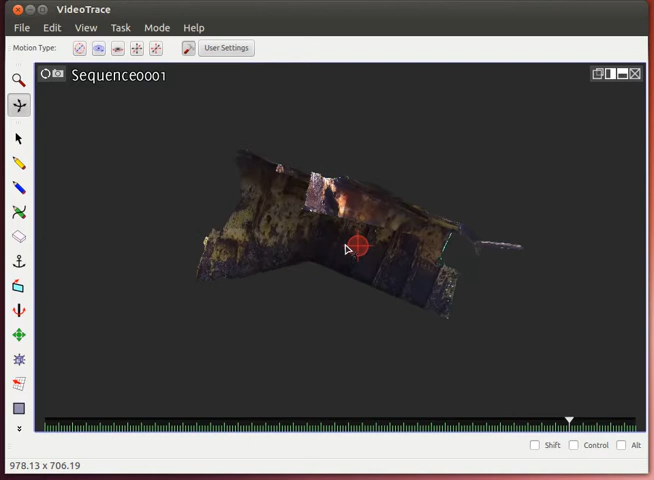 VideoTrace
File Edit View Task Mode Help
Motion Type: User Settings
Sequence0001
Shift Control Alt
978.13 x 706.19